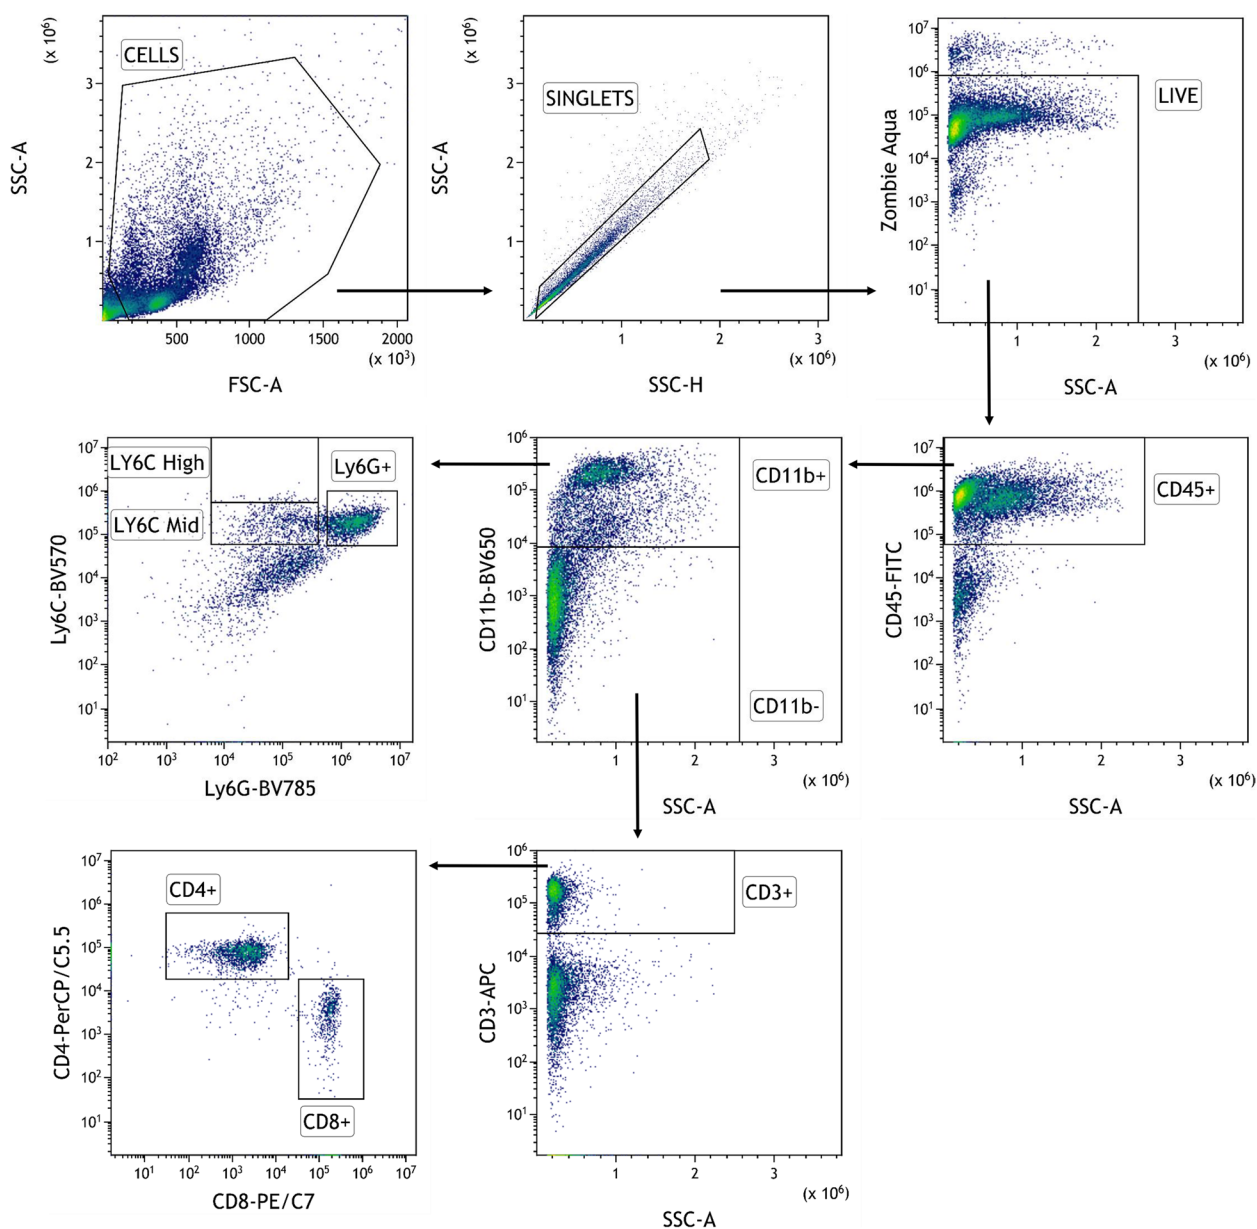 (x 10⁶)
CELLS
3
2
1
SSC-A
500
1000
1500
2000
(x 10³)
FSC-A
(x 10⁶)
SINGLETS
3
2
1
SSC-A
1
2
3
(x 10⁶)
SSC-H
10⁷
10⁶
10⁵
10⁴
10³
10²
10¹
LIVE
Zombie Aqua
1
2
3
(x 10⁶)
SSC-A
10⁷
10⁶
10⁵
10⁴
10³
10²
10¹
LY6C High
Ly6G+
LY6C Mid
Ly6C-BV570
10²
10³
10⁴
10⁵
10⁶
10⁷
Ly6G-BV785
10⁶
10⁵
10⁴
10³
10²
10¹
CD11b+
CD11b-BV650
CD11b-
1
2
3
(x 10⁶)
SSC-A
10⁷
10⁶
10⁵
10⁴
10³
10²
10¹
CD45+
CD45-FITC
1
2
3
(x 10⁶)
SSC-A
10⁷
10⁶
10⁵
10⁴
10³
10²
10¹
CD4+
CD4-PerCP/C5.5
CD8+
10¹
10²
10³
10⁴
10⁵
10⁶
10⁷
CD8-PE/C7
10⁶
10⁵
10⁴
10³
10²
10¹
CD3+
CD3-APC
1
2
3
(x 10⁶)
SSC-A